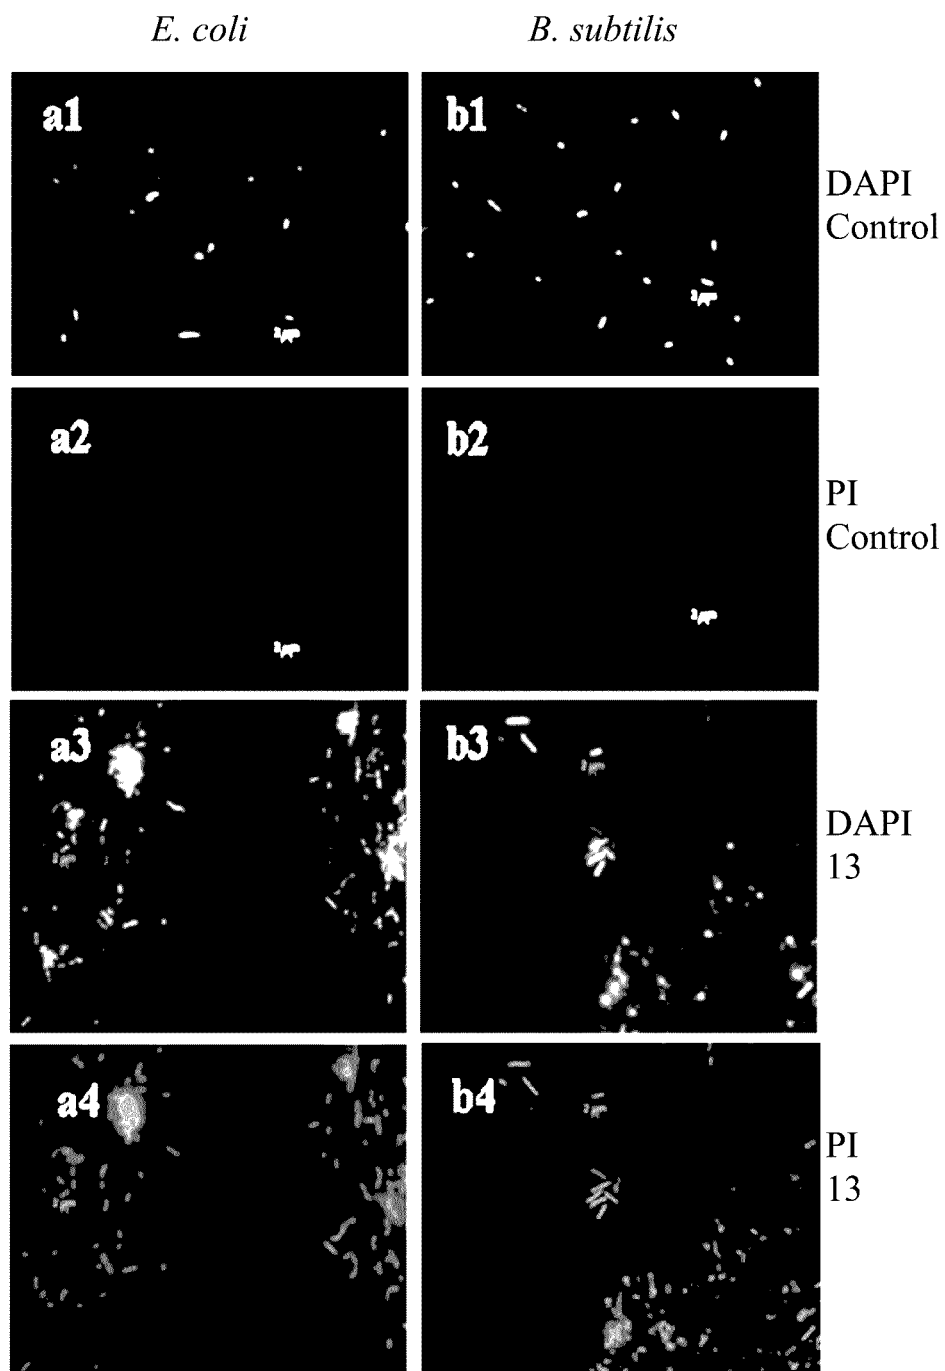 E. coli
B. subtilis
a1
b1
DAPI
Control
a2
b2
PI
Control
a3
b3
DAPI
13
a4
b4
PI
13